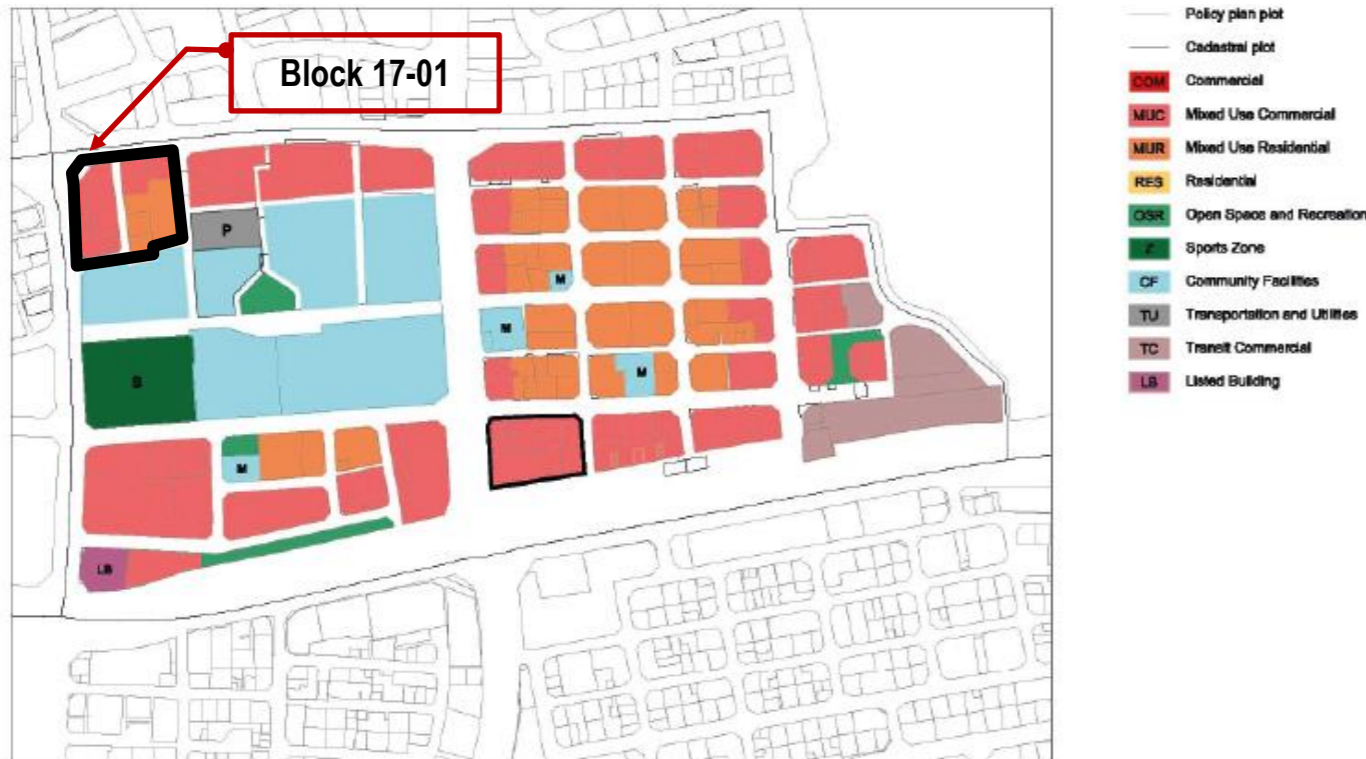 Block 17-01
Policy plan plot
Cadastral plot
COM Commercial
MUC Mixed Use Commercial
MUR Mixed Use Residential
RES Residential
OSR Open Space and Recreation
Sports Zone
CF Community Facilities
TU Transportation and Utilities
TC Transit Commercial
LB Listed Building
P
M
M
M
S
M
LB